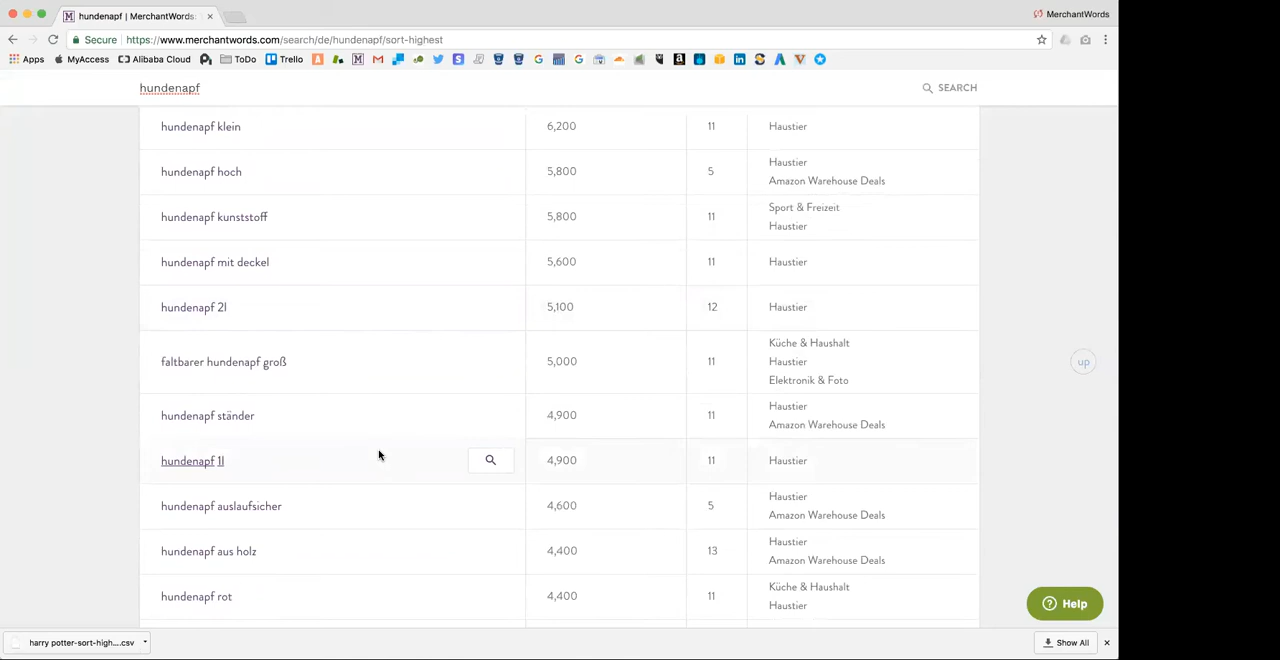 hundenapf | MerchantWords:
MerchantWords
Secure https://www.merchantwords.com/search/de/hundenapf/sort-highest
Apps MyAccess Alibaba Cloud ToDo Trello
hundenapf SEARCH
hundenapf klein 6,200 11 Haustier
hundenapf hoch 5,800 5 Haustier
Amazon Warehouse Deals
hundenapf kunststoff 5,800 11 Sport & Freizeit
Haustier
hundenapf mit deckel 5,600 11 Haustier
hundenapf 2l 5,100 12 Haustier
faltbarer hundenapf groß 5,000 11 Küche & Haushalt
Haustier
Elektronik & Foto
up
hundenapf ständer 4,900 11 Haustier
Amazon Warehouse Deals
hundenapf 1l 4,900 11 Haustier
hundenapf auslaufsicher 4,600 5 Haustier
Amazon Warehouse Deals
hundenapf aus holz 4,400 13 Haustier
Amazon Warehouse Deals
hundenapf rot 4,400 11 Küche & Haushalt
Haustier
Help
harry potter-sort-high....csv Show All